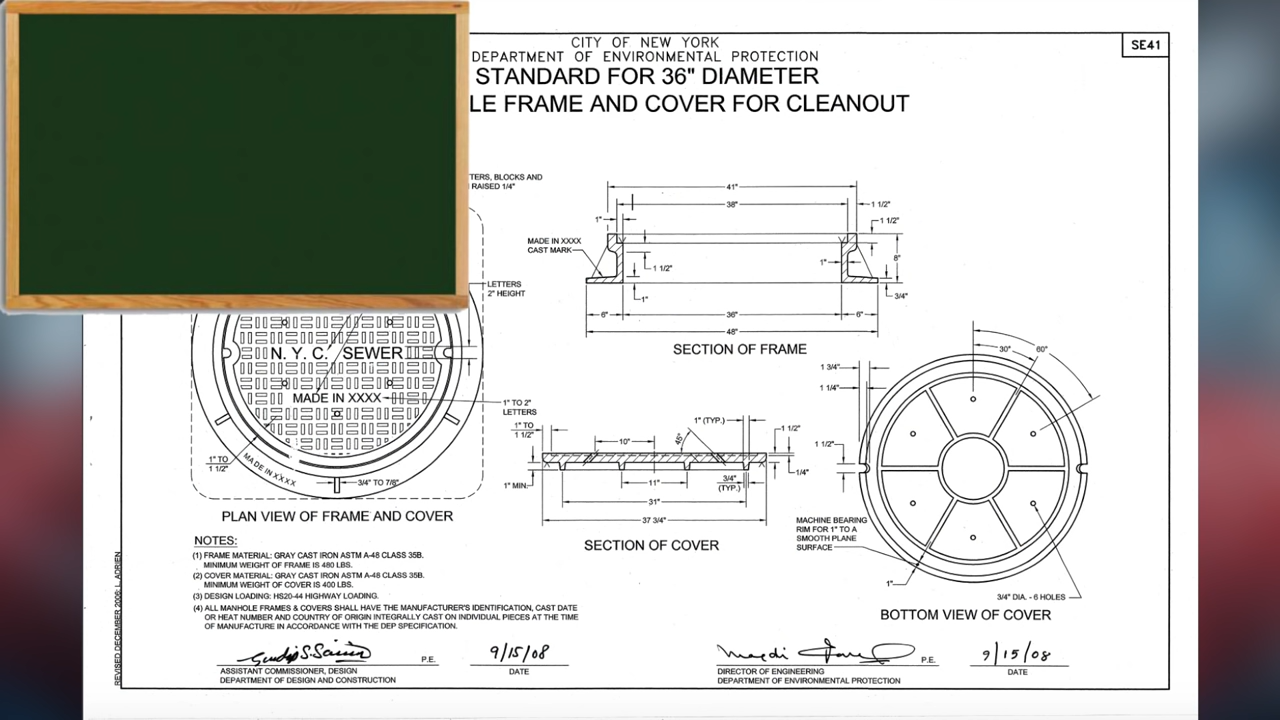 CITY OF NEW YORK
DEPARTMENT OF ENVIRONMENTAL PROTECTION
STANDARD FOR 36" DIAMETER
LE FRAME AND COVER FOR CLEANOUT
SE41
TERS, BLOCKS AND
RAISED 1/4"
LETTERS
2" HEIGHT
N. Y. C. SEWER
MADE IN XXXX
1" TO 2"
LETTERS
1" TO
1 1/2"
MADE IN XXXX
3/4" TO 7/8"
PLAN VIEW OF FRAME AND COVER
41"
38"
1 1/2"
1"
1 1/2"
MADE IN XXXX
CAST MARK
1 1/2"
1"
1"
8"
3/4"
6"
36"
6"
48"
SECTION OF FRAME
1" TO
1 1/2"
10"
45°
1" (TYP.)
1 1/2"
1/4"
1" MIN.
11"
3/4"
(TYP.)
31"
37 3/4"
SECTION OF COVER
30°
60°
1 3/4"
1 1/4"
1 1/2"
MACHINE BEARING
RIM FOR 1" TO A
SMOOTH PLANE
SURFACE
1"
3/4" DIA. - 6 HOLES
BOTTOM VIEW OF COVER
NOTES:
(1) FRAME MATERIAL: GRAY CAST IRON ASTM A-48 CLASS 35B.
MINIMUM WEIGHT OF FRAME IS 480 LBS.
(2) COVER MATERIAL: GRAY CAST IRON ASTM A-48 CLASS 35B.
MINIMUM WEIGHT OF COVER IS 400 LBS.
(3) DESIGN LOADING: HS20-44 HIGHWAY LOADING.
(4) ALL MANHOLE FRAMES & COVERS SHALL HAVE THE MANUFACTURER'S IDENTIFICATION, CAST DATE
OR HEAT NUMBER AND COUNTRY OF ORIGIN INTEGRALLY CAST ON INDIVIDUAL PIECES AT THE TIME
OF MANUFACTURE IN ACCORDANCE WITH THE DEP SPECIFICATION.
REVISED DECEMBER 2006: L. ADRIEN
P.E.
9/15/08
ASSISTANT COMMISSIONER, DESIGN
DEPARTMENT OF DESIGN AND CONSTRUCTION
DATE
P.E.
9/15/08
DIRECTOR OF ENGINEERING
DEPARTMENT OF ENVIRONMENTAL PROTECTION
DATE